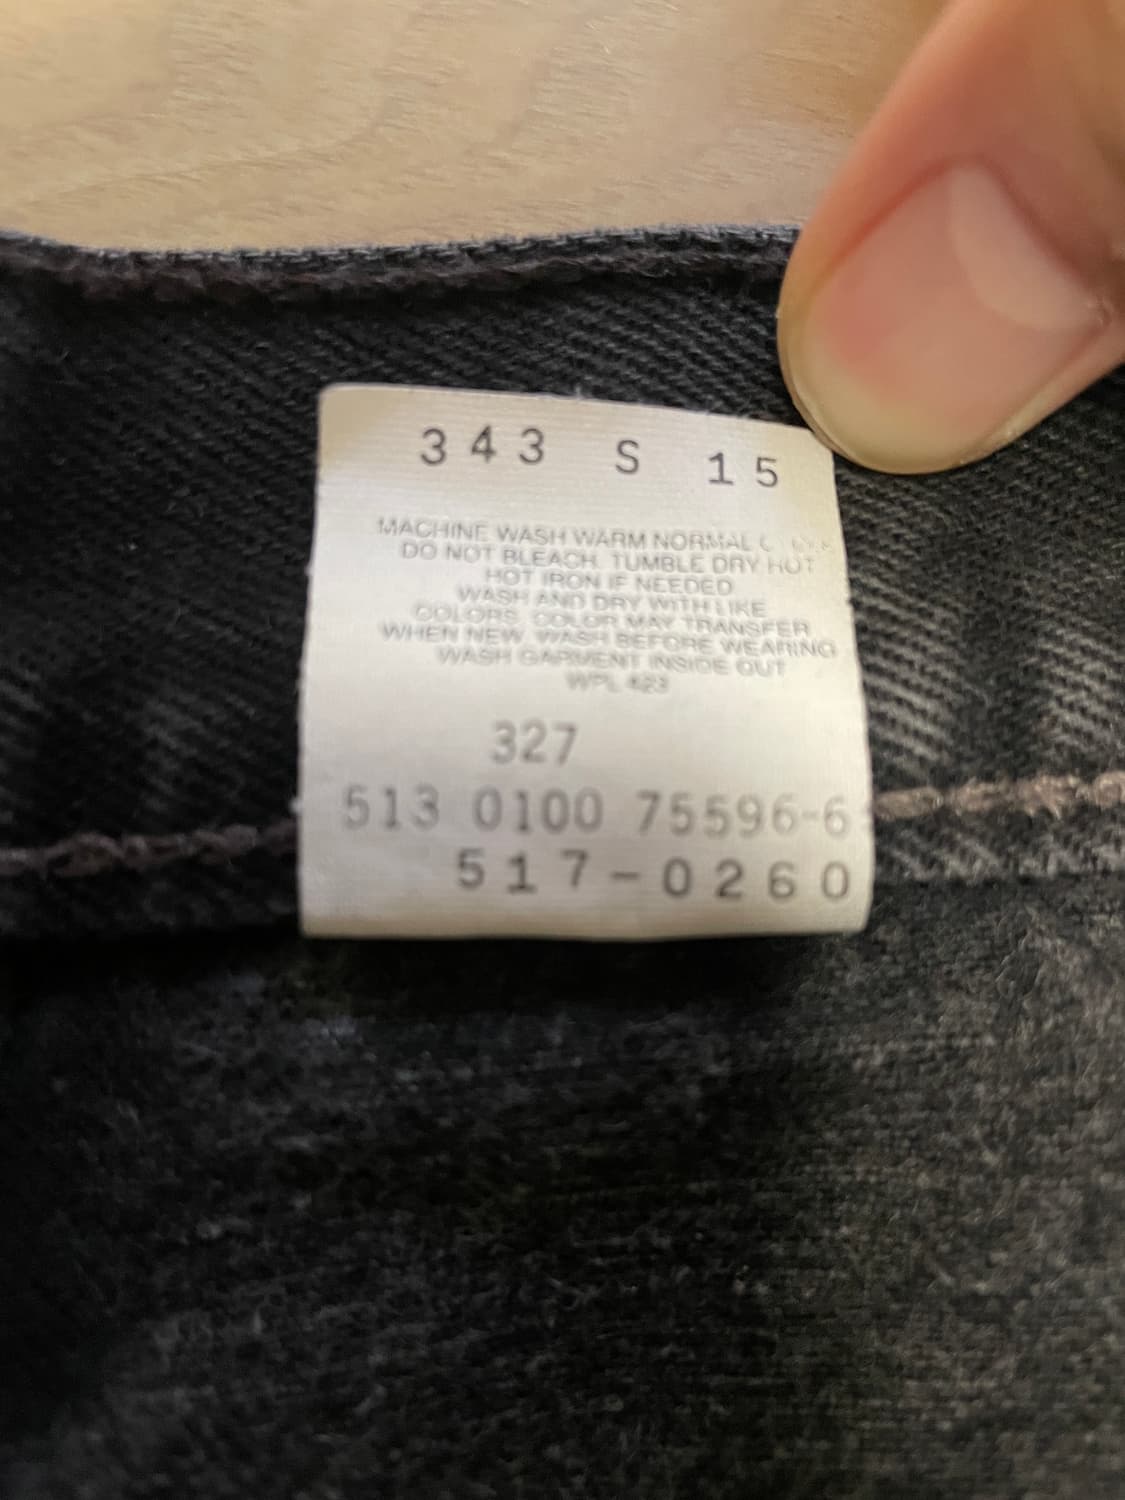 343 S 15
MACHINE WASH WARM NORMAL
DO NOT BLEACH. TUMBLE DRY HOT
HOT IRON IF NEEDED
WASH AND DRY WITH LIKE
COLORS. COLOR MAY TRANSFER
WHEN NEW. WASH BEFORE WEARING
WASH GARMENT INSIDE OUT
WPL 423
327
513 0100 75596-6
517-0260